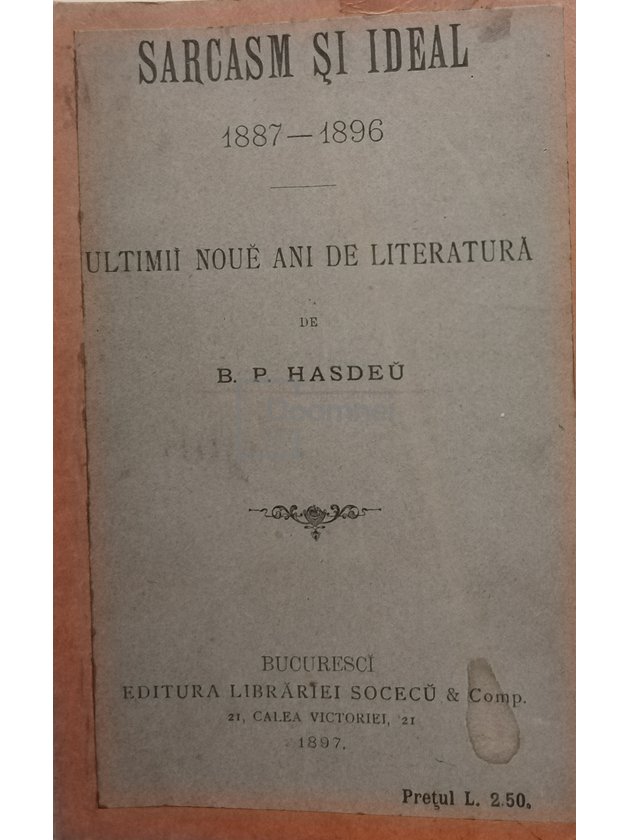 SARCASM ŞI IDEAL
1887—1896
ULTIMIĬ NOUĔ ANI DE LITERATURĂ
DE
B. P. HASDEŬ
BUCURESCĬ
EDITURA LIBRĂRIEI SOCECŬ & Comp.
21, CALEA VICTORIEI, 21
1897.
Preţul L. 2.50.